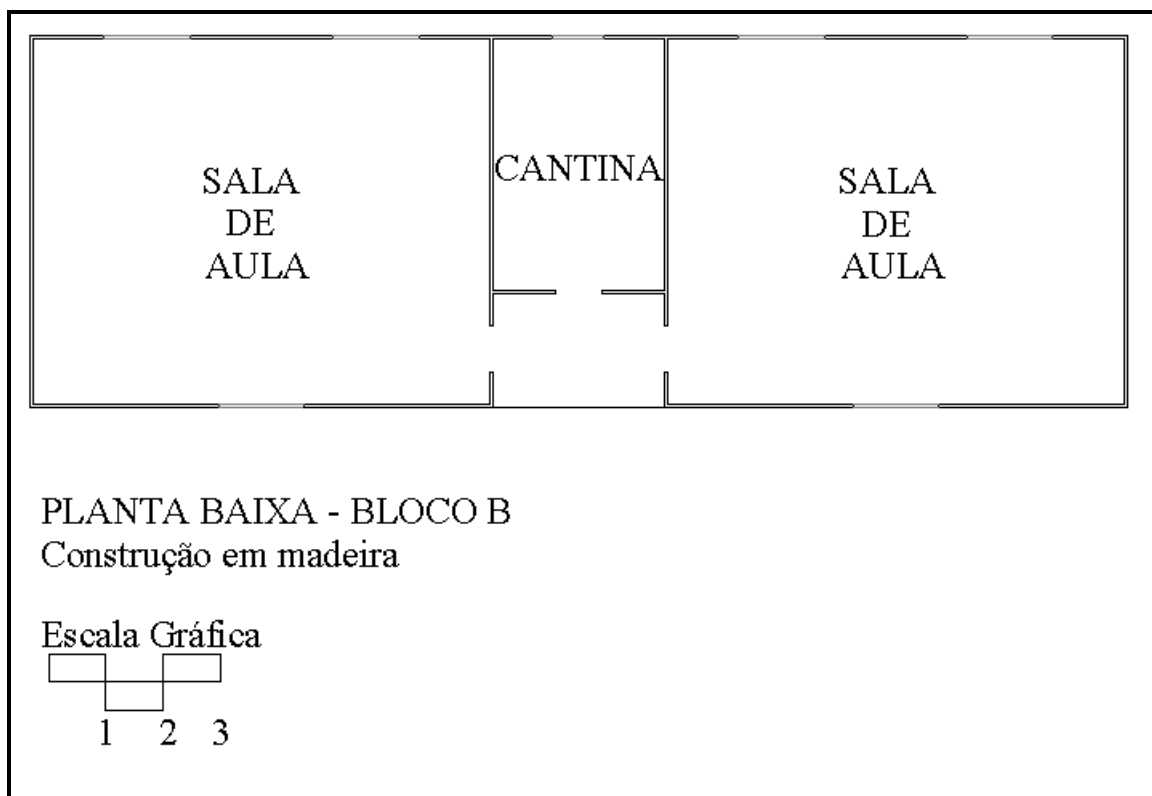 SALA
DE
AULA
CANTINA
SALA
DE
AULA
PLANTA BAIXA - BLOCO B
Construção em madeira
Escala Gráfica
1 2 3